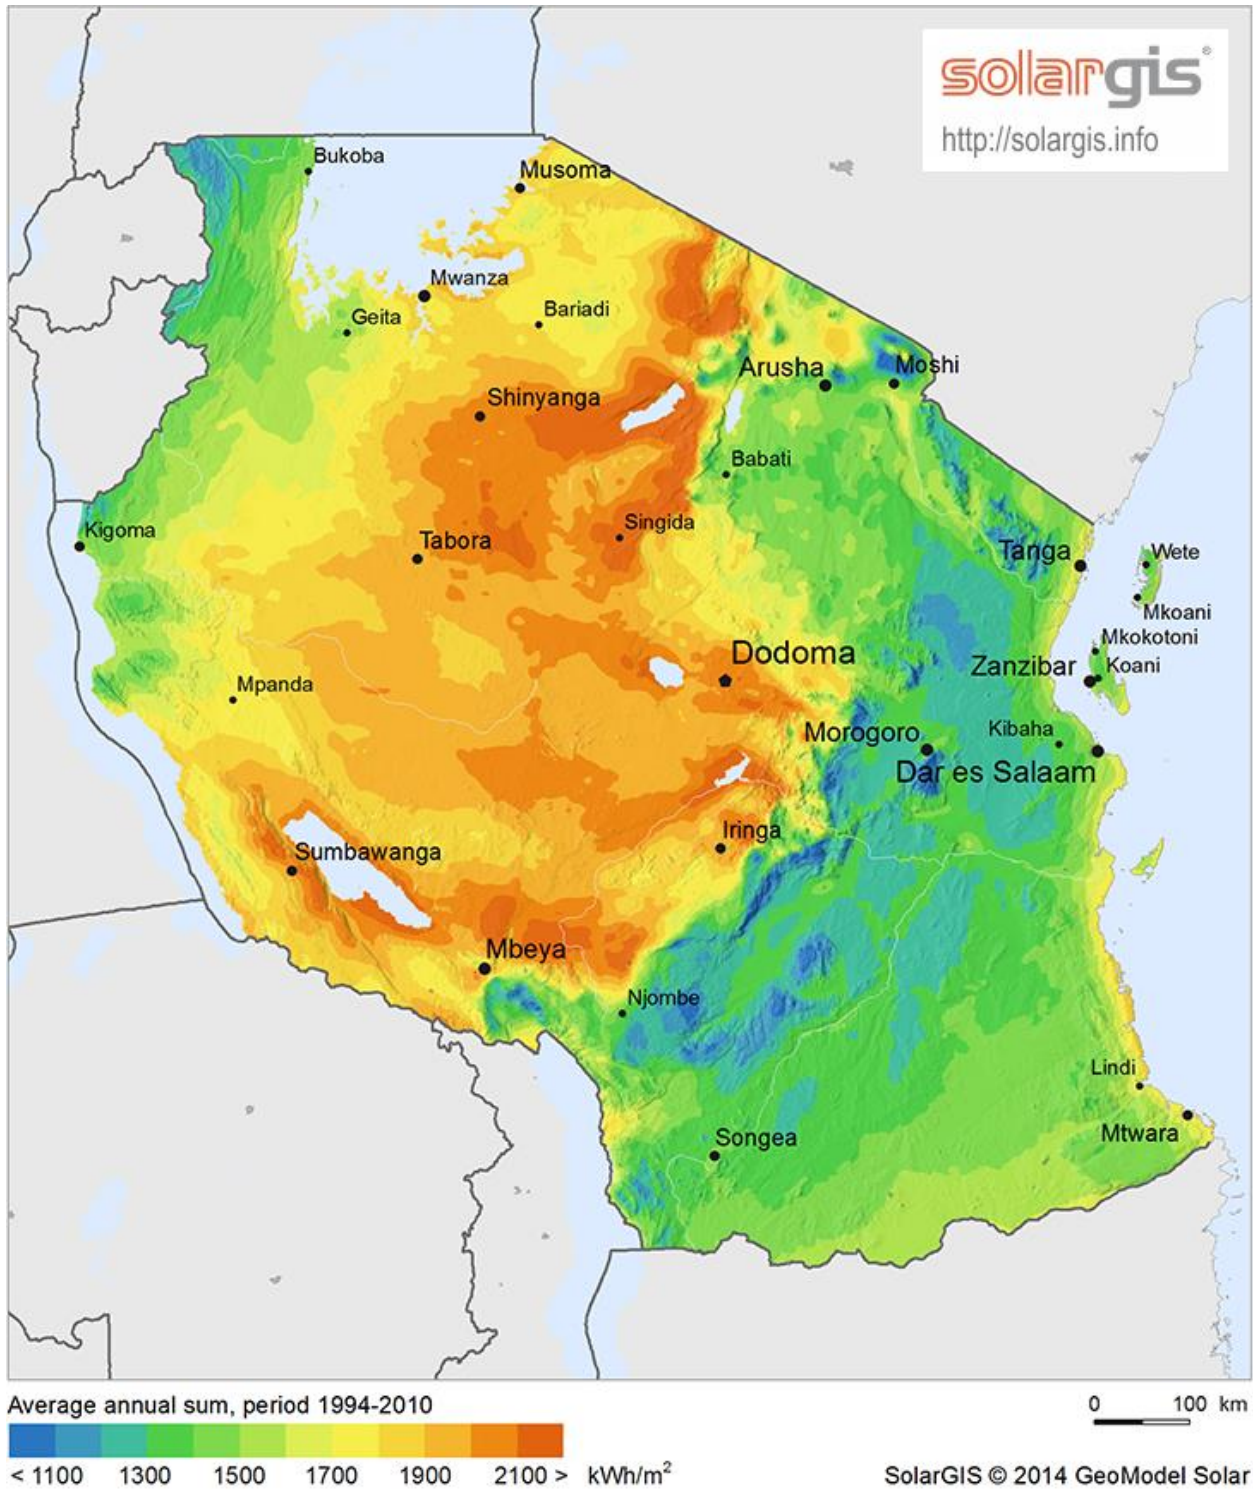 solargis®
http://solargis.info
Bukoba
Musoma
Mwanza
Geita
Bariadi
Arusha
Moshi
Shinyanga
Babati
Singida
Kigoma
Tabora
Tanga
Wete
Mkoani
Mkokotoni
Dodoma
Zanzibar
Koani
Mpanda
Morogoro
Kibaha
Dar es Salaam
Iringa
Sumbawanga
Mbeya
Njombe
Lindi
Mtwara
Songea
Average annual sum, period 1994-2010
0 100 km
< 1100 1300 1500 1700 1900 2100 > kWh/m²
SolarGIS © 2014 GeoModel Solar